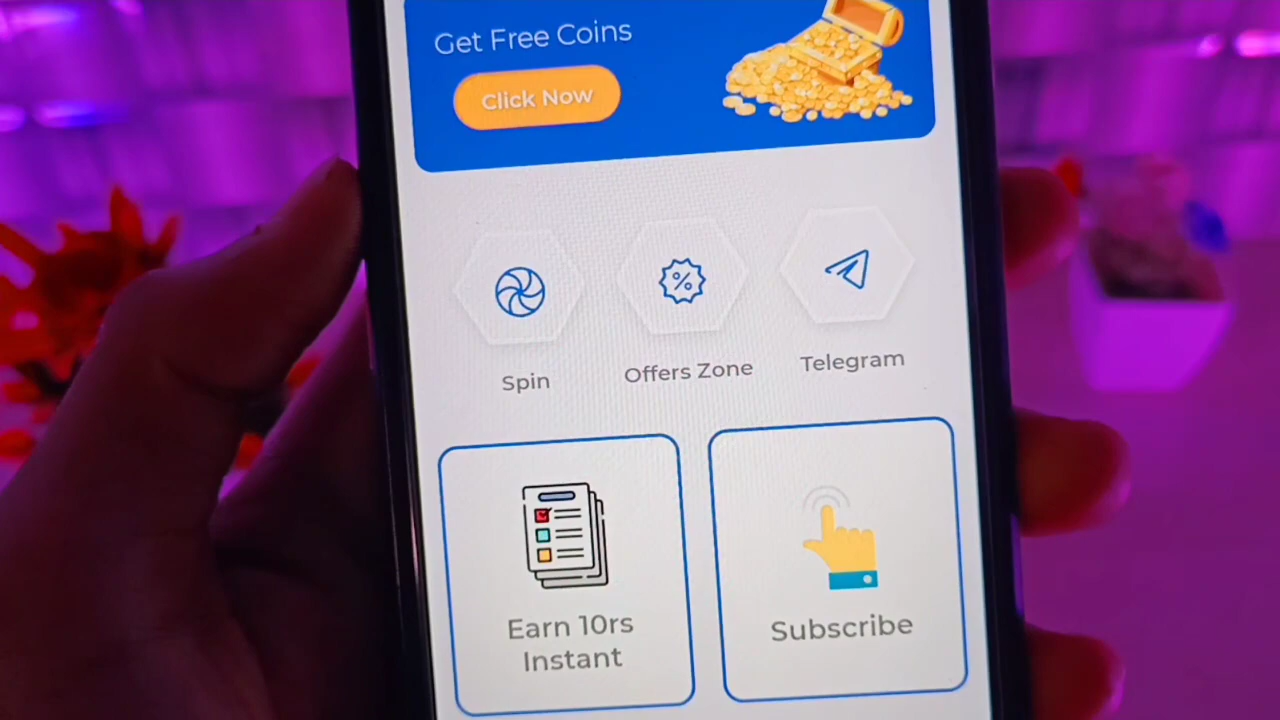 Get Free Coins
Click Now
Spin
Offers Zone
Telegram
Earn 10rs
Instant
Subscribe